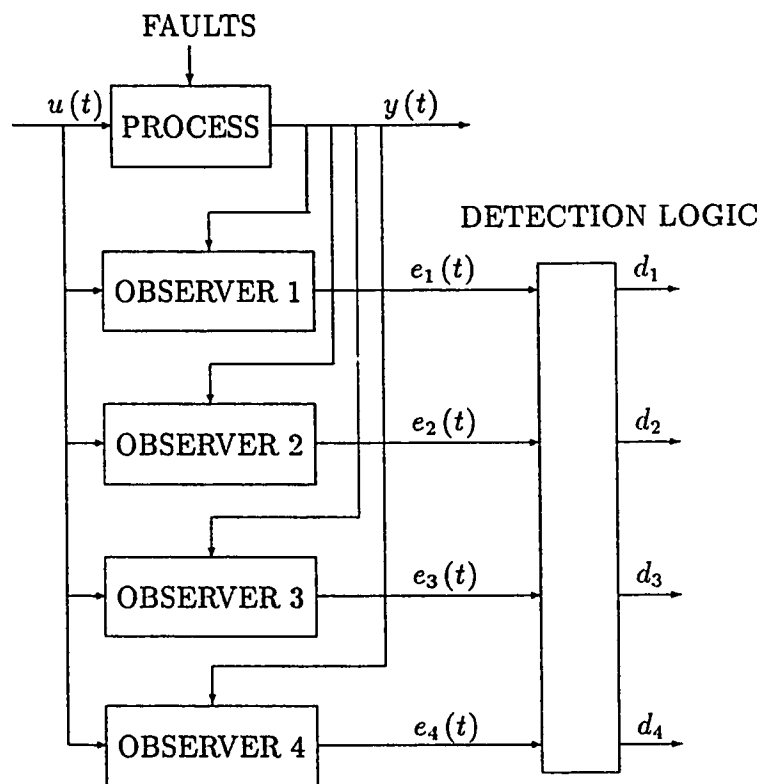 FAULTS
u(t)
PROCESS
y(t)
DETECTION LOGIC
OBSERVER 1
e₁(t)
d₁
OBSERVER 2
e₂(t)
d₂
OBSERVER 3
e₃(t)
d₃
OBSERVER 4
e₄(t)
d₄